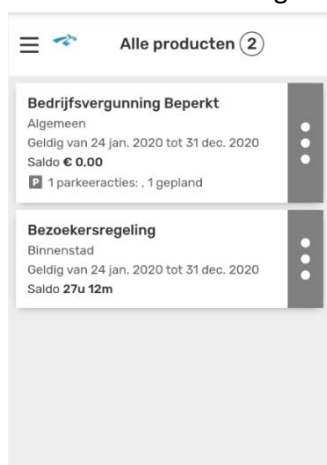 Alle producten 2
Bedrijfsvergunning Beperkt
Algemeen
Geldig van 24 jan. 2020 tot 31 dec. 2020
Saldo € 0,00
P 1 parkeeracties: , 1 gepland
Bezoekersregeling
Binnenstad
Geldig van 24 jan. 2020 tot 31 dec. 2020
Saldo 27u 12m